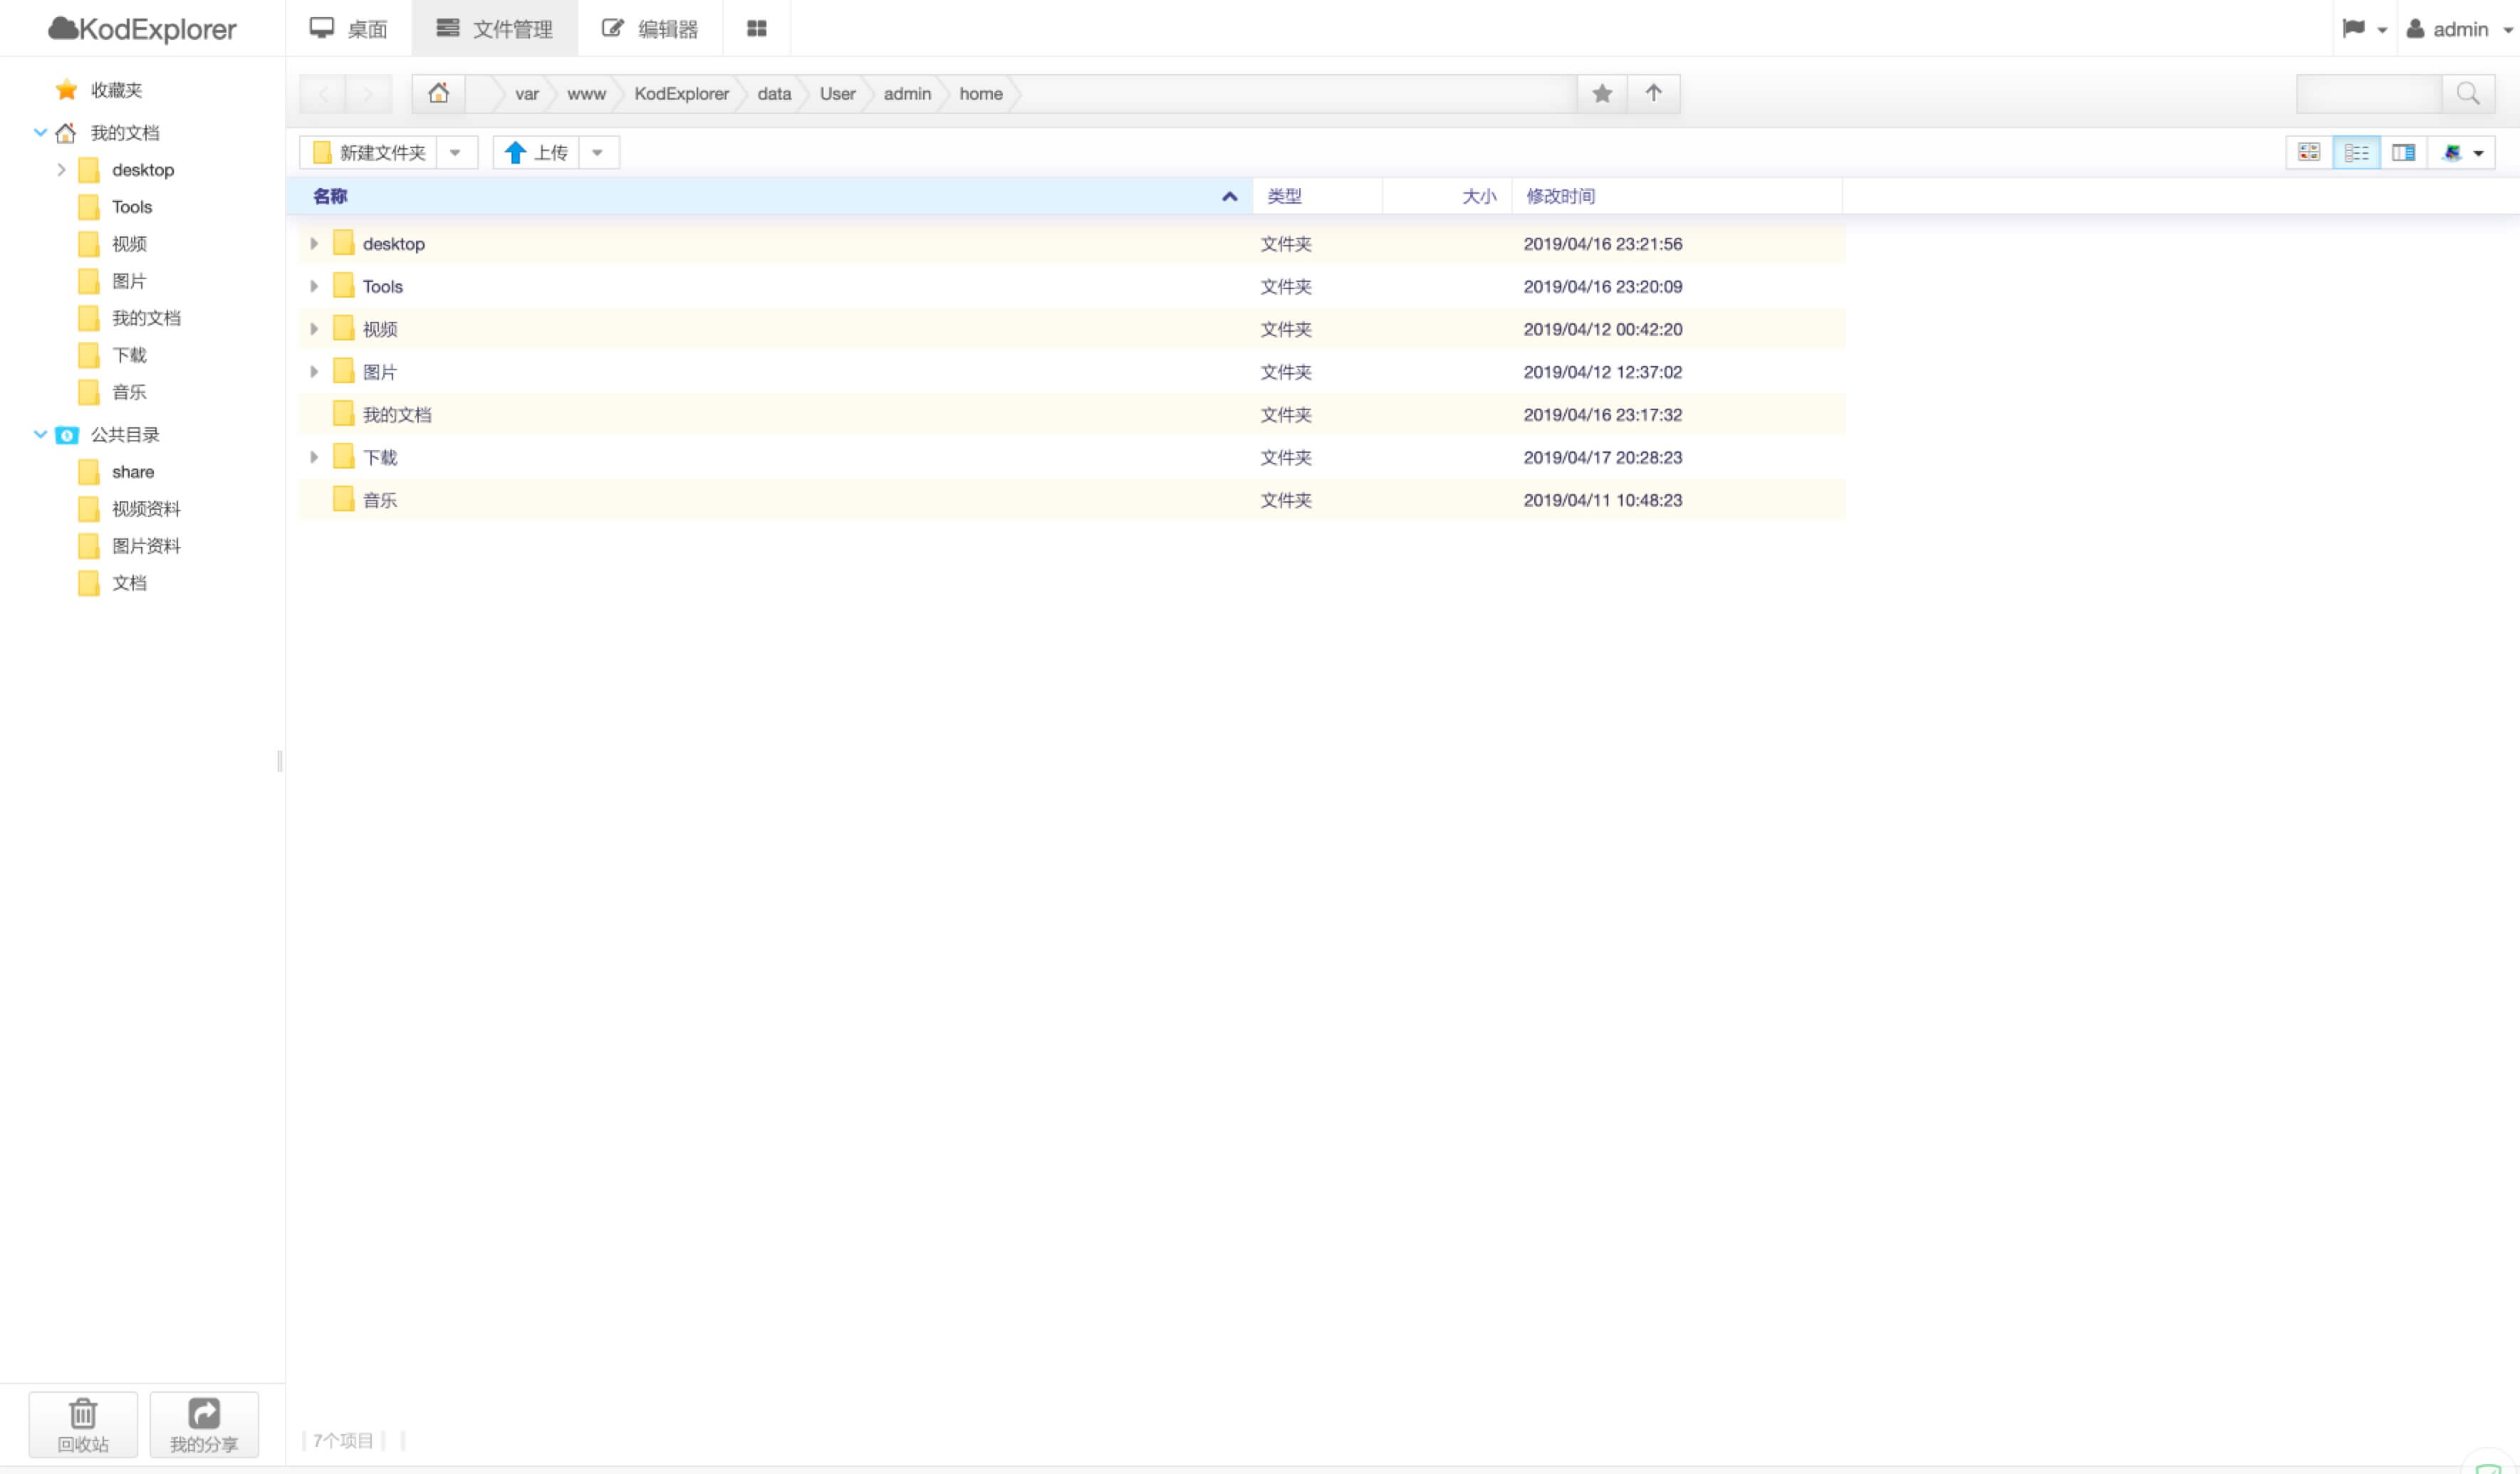 KodExplorer 桌面 文件管理 编辑器 admin
var www KodExplorer data User admin home
新建文件夹 上传
收藏夹
我的文档
desktop
Tools
视频
图片
我的文档
下载
音乐
公共目录
share
视频资料
图片资料
文档
回收站 我的分享
名称 类型 大小 修改时间
desktop 文件夹 2019/04/16 23:21:56
Tools 文件夹 2019/04/16 23:20:09
视频 文件夹 2019/04/12 00:42:20
图片 文件夹 2019/04/12 12:37:02
我的文档 文件夹 2019/04/16 23:17:32
下载 文件夹 2019/04/17 20:28:23
音乐 文件夹 2019/04/11 10:48:23
7个项目